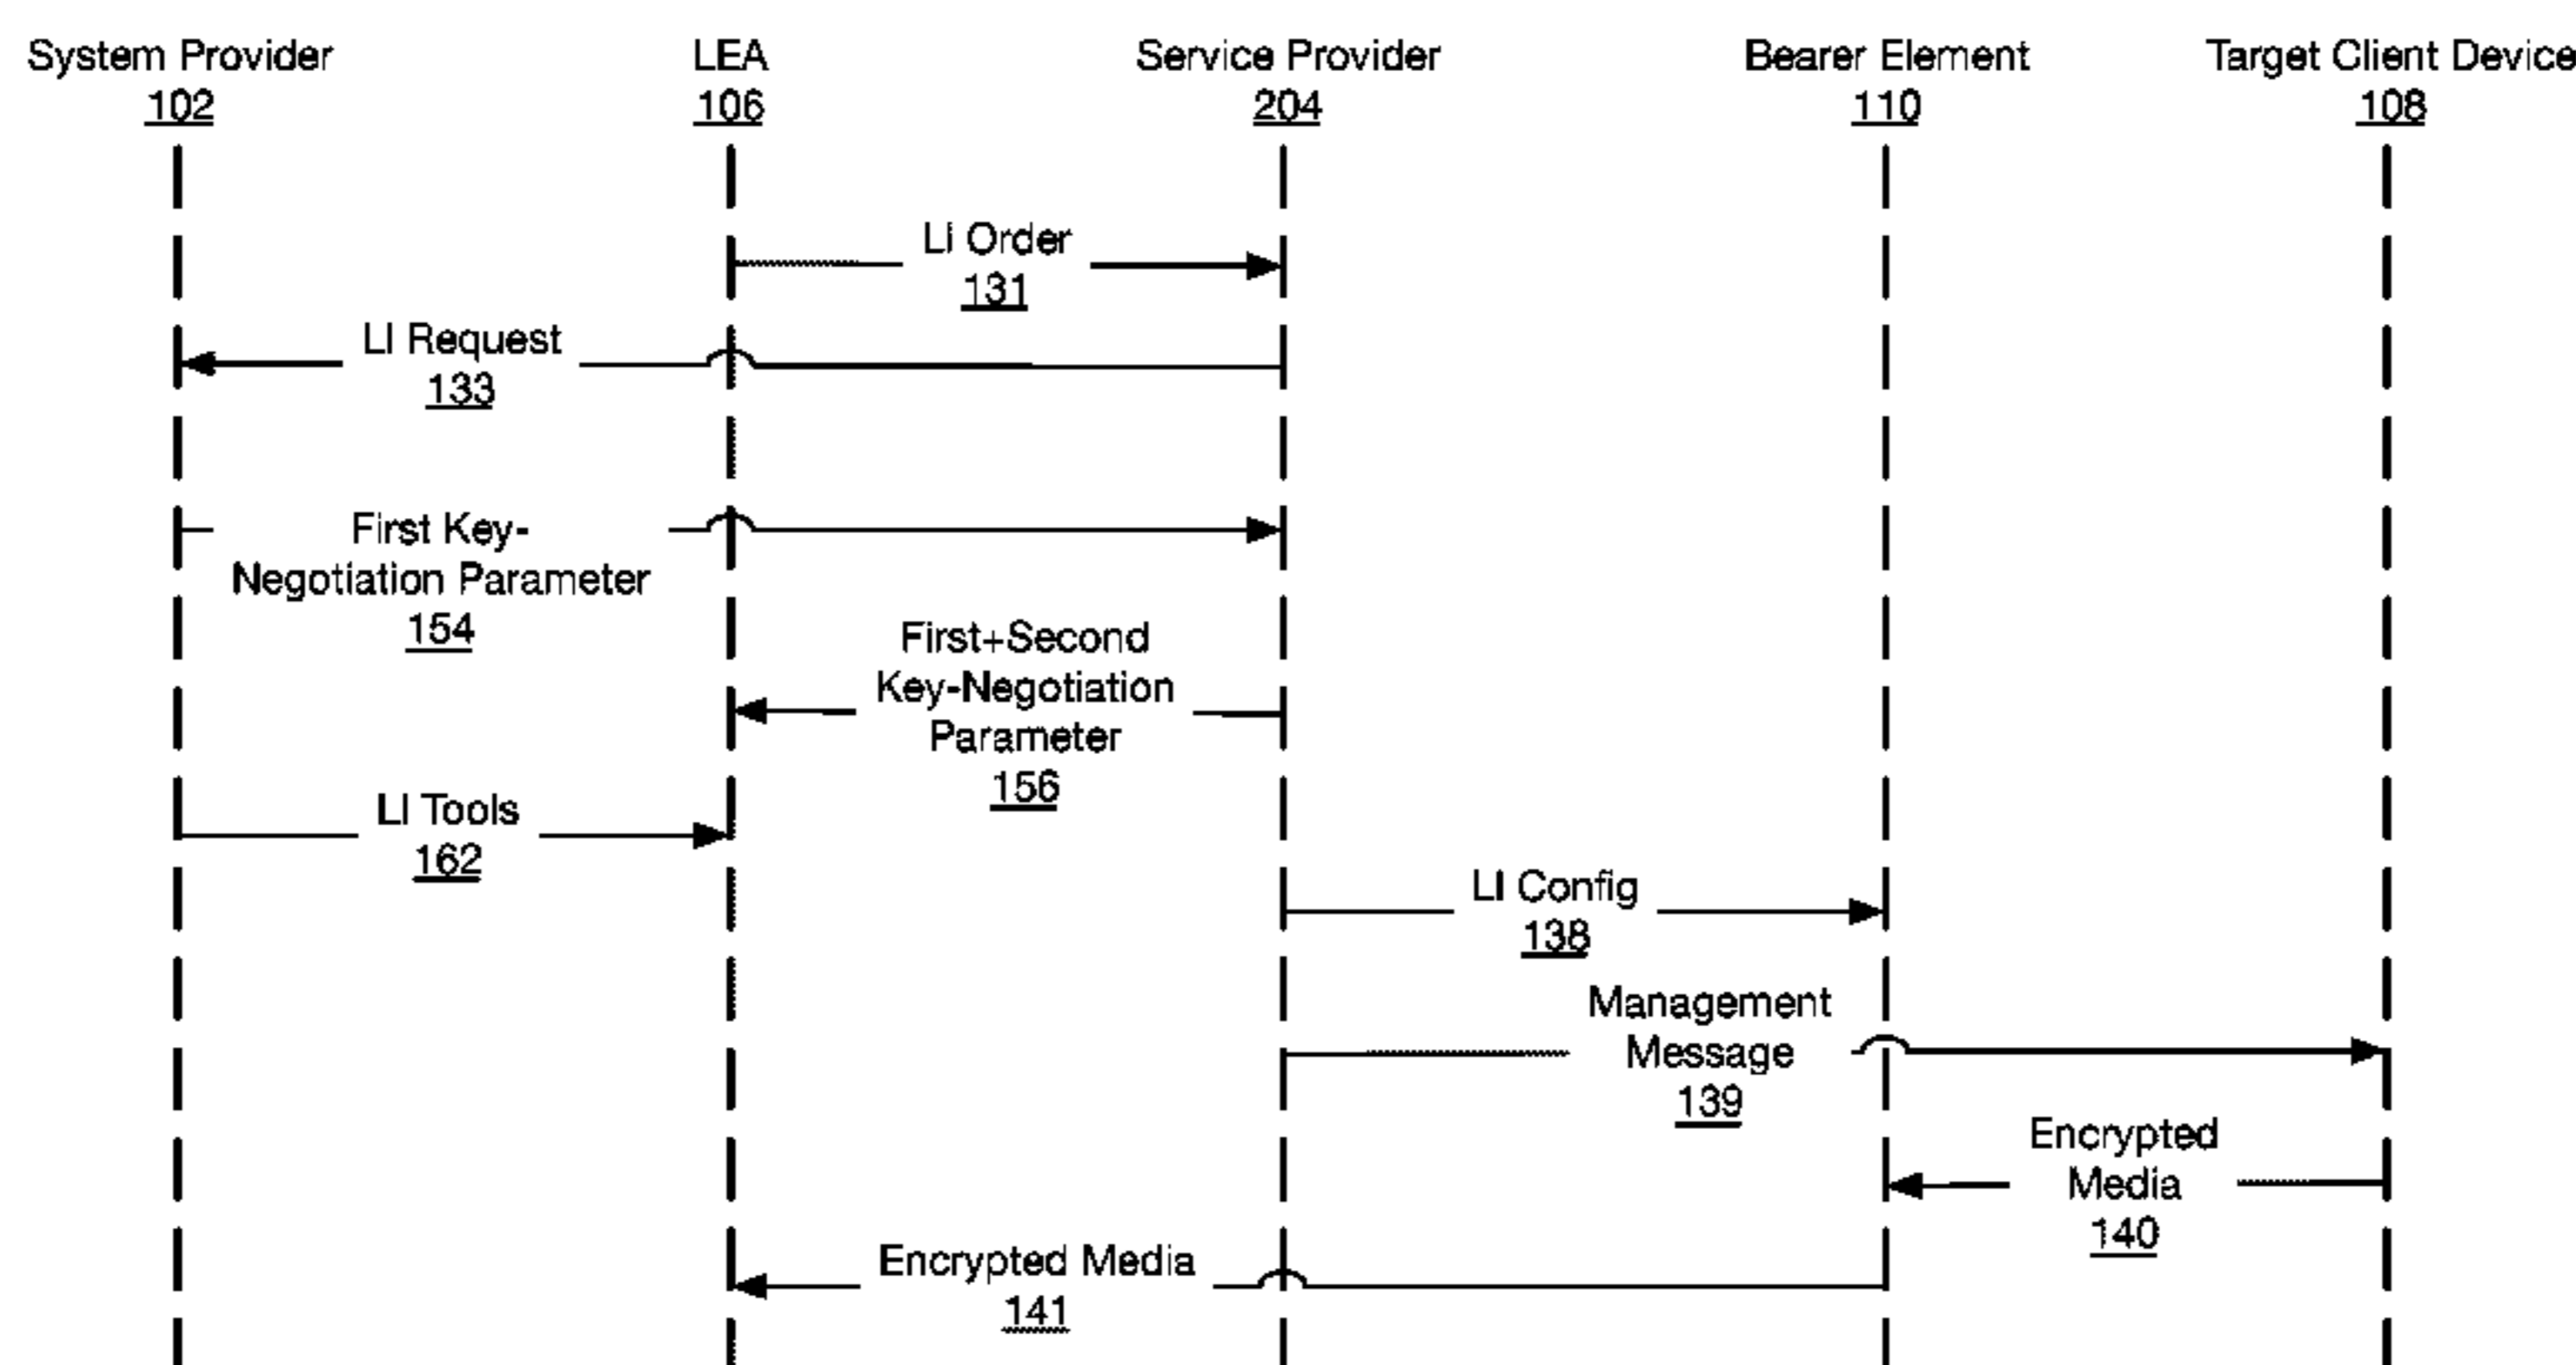 System Provider
102
LEA
106
Service Provider
204
Bearer Element
110
Target Client Device
108
LI Order
131
LI Request
133
First Key-
Negotiation Parameter
154
First+Second
Key-Negotiation
Parameter
156
LI Tools
162
LI Config
138
Management
Message
139
Encrypted
Media
140
Encrypted Media
141